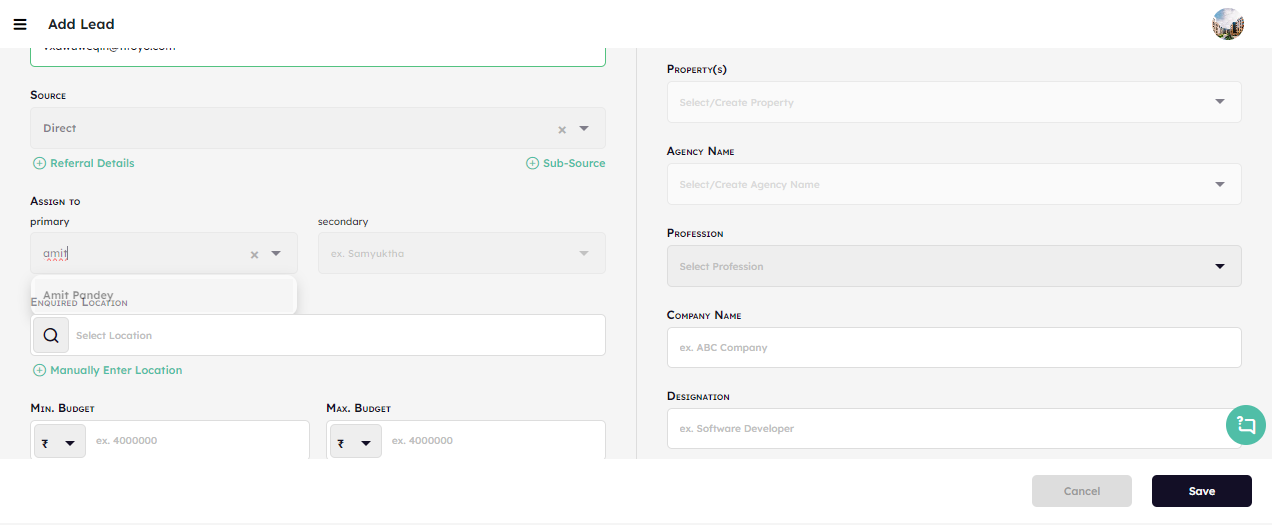 Add Lead
Source
Direct
Referral Details
Sub-Source
Assign to
primary
secondary
amit
ex. Samyuktha
Amit Pandey
Enquired Location
Select Location
Manually Enter Location
Min. Budget
Max. Budget
₹
ex. 4000000
₹
ex. 4000000
Property(s)
Select/Create Property
Agency Name
Select/Create Agency Name
Profession
Select Profession
Company Name
ex. ABC Company
Designation
ex. Software Developer
Cancel
Save